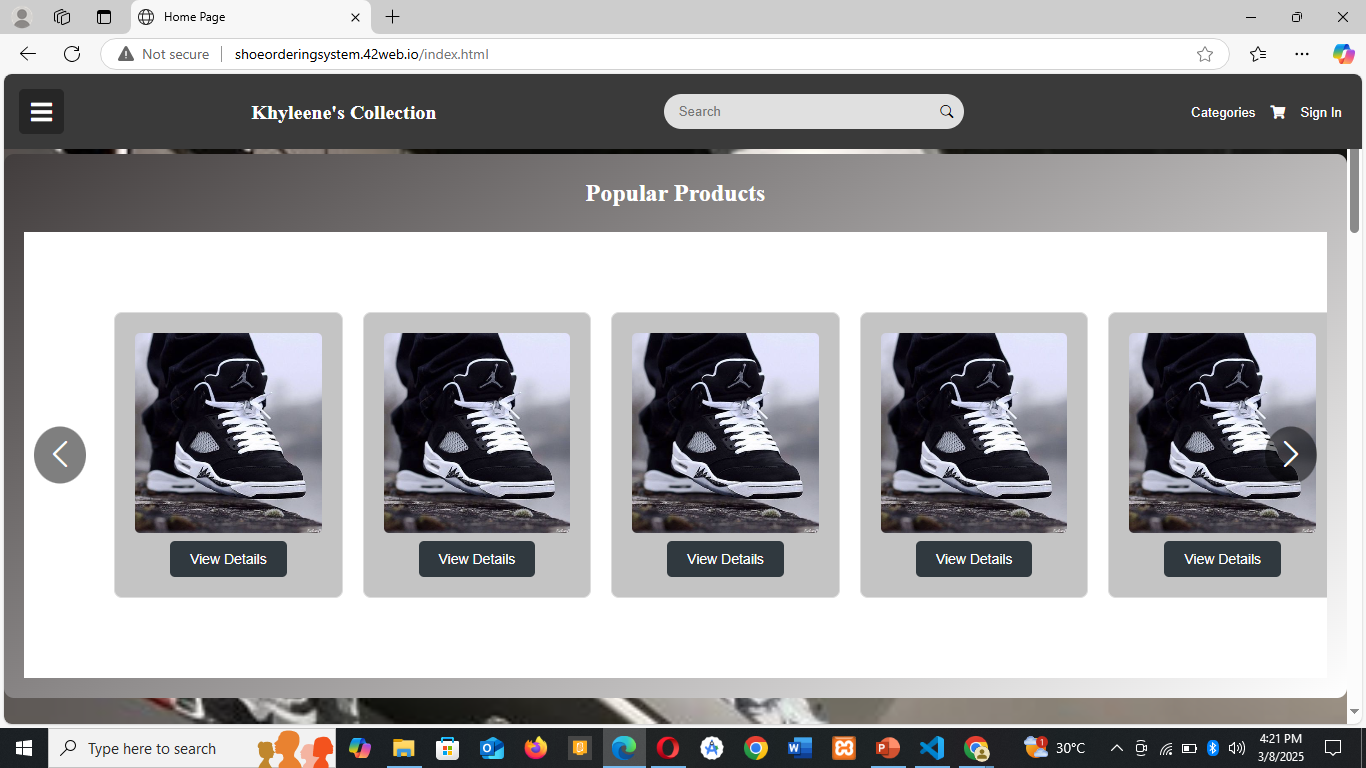 Home Page
Not secure shoeorderingsystem.42web.io/index.html
Khyleene's Collection Search Categories Sign In
Popular Products
View Details View Details View Details View Details View Details
Type here to search 1 30°C 4:21 PM
3/8/2025